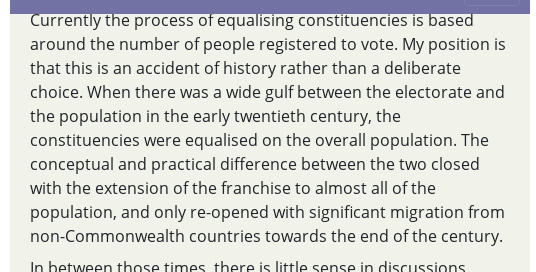 Currently the process of equalising constituencies is based
around the number of people registered to vote. My position is
that this is an accident of history rather than a deliberate
choice. When there was a wide gulf between the electorate and
the population in the early twentieth century, the
constituencies were equalised on the overall population. The
conceptual and practical difference between the two closed
with the extension of the franchise to almost all of the
population, and only re-opened with significant migration from
non-Commonwealth countries towards the end of the century.
In between those times, there is little sense in discussions